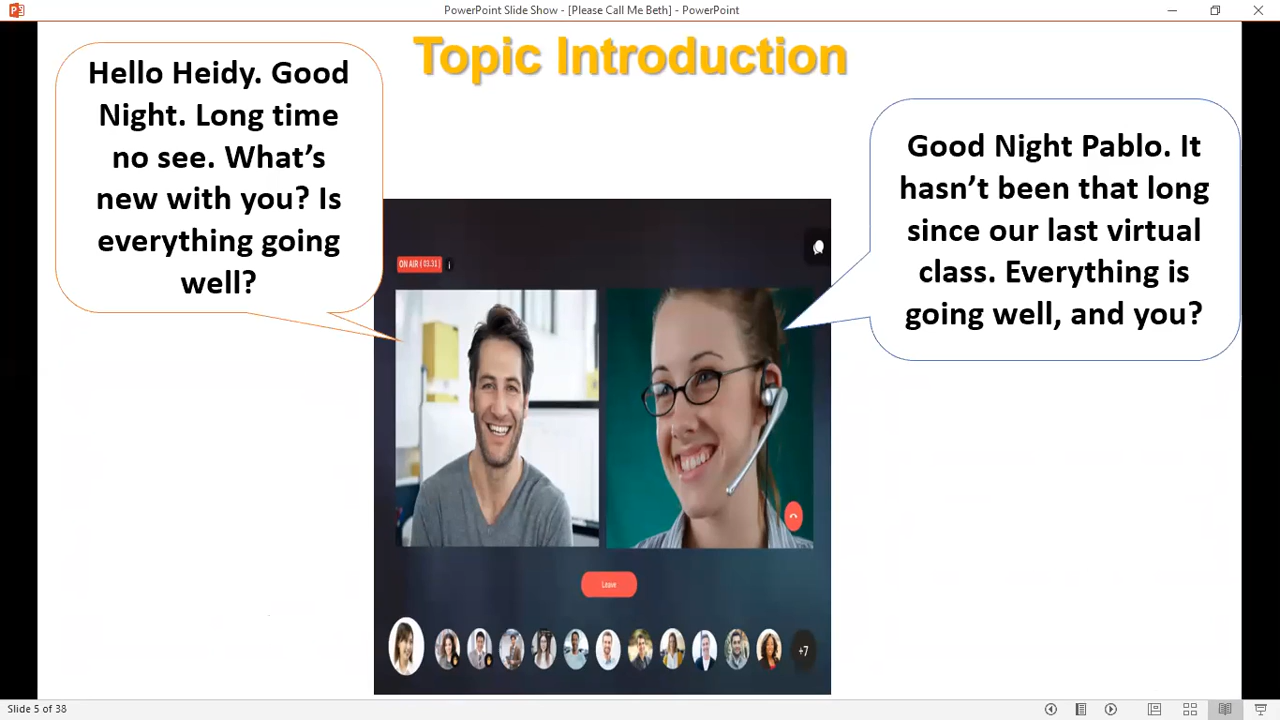 PowerPoint Slide Show - [Please Call Me Beth] - PowerPoint
Topic Introduction
Hello Heidy. Good
Night. Long time
no see. What’s
new with you? Is
everything going
well?
Good Night Pablo. It
hasn’t been that long
since our last virtual
class. Everything is
going well, and you?
ON AIR ( 03.31 )
Leave
+7
Slide 5 of 38